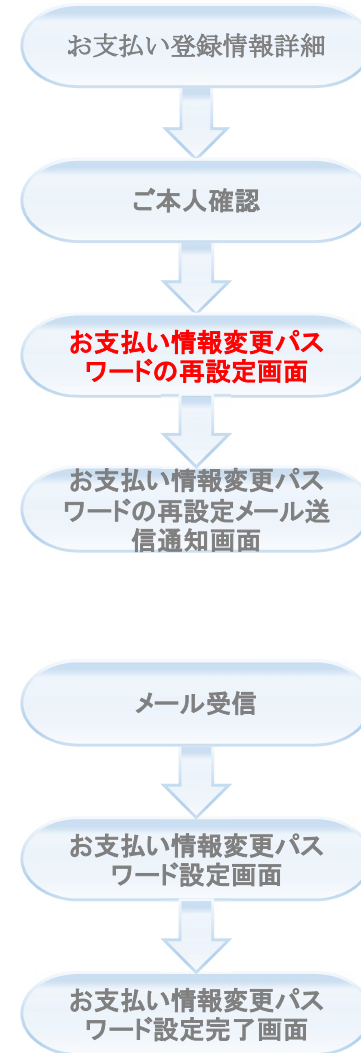 お支払い登録情報詳細
ご本人確認
お支払い情報変更パス
ワードの再設定画面
お支払い情報変更パス
ワードの再設定メール送
信通知画面
メール受信
お支払い情報変更パス
ワード設定画面
お支払い情報変更パス
ワード設定完了画面